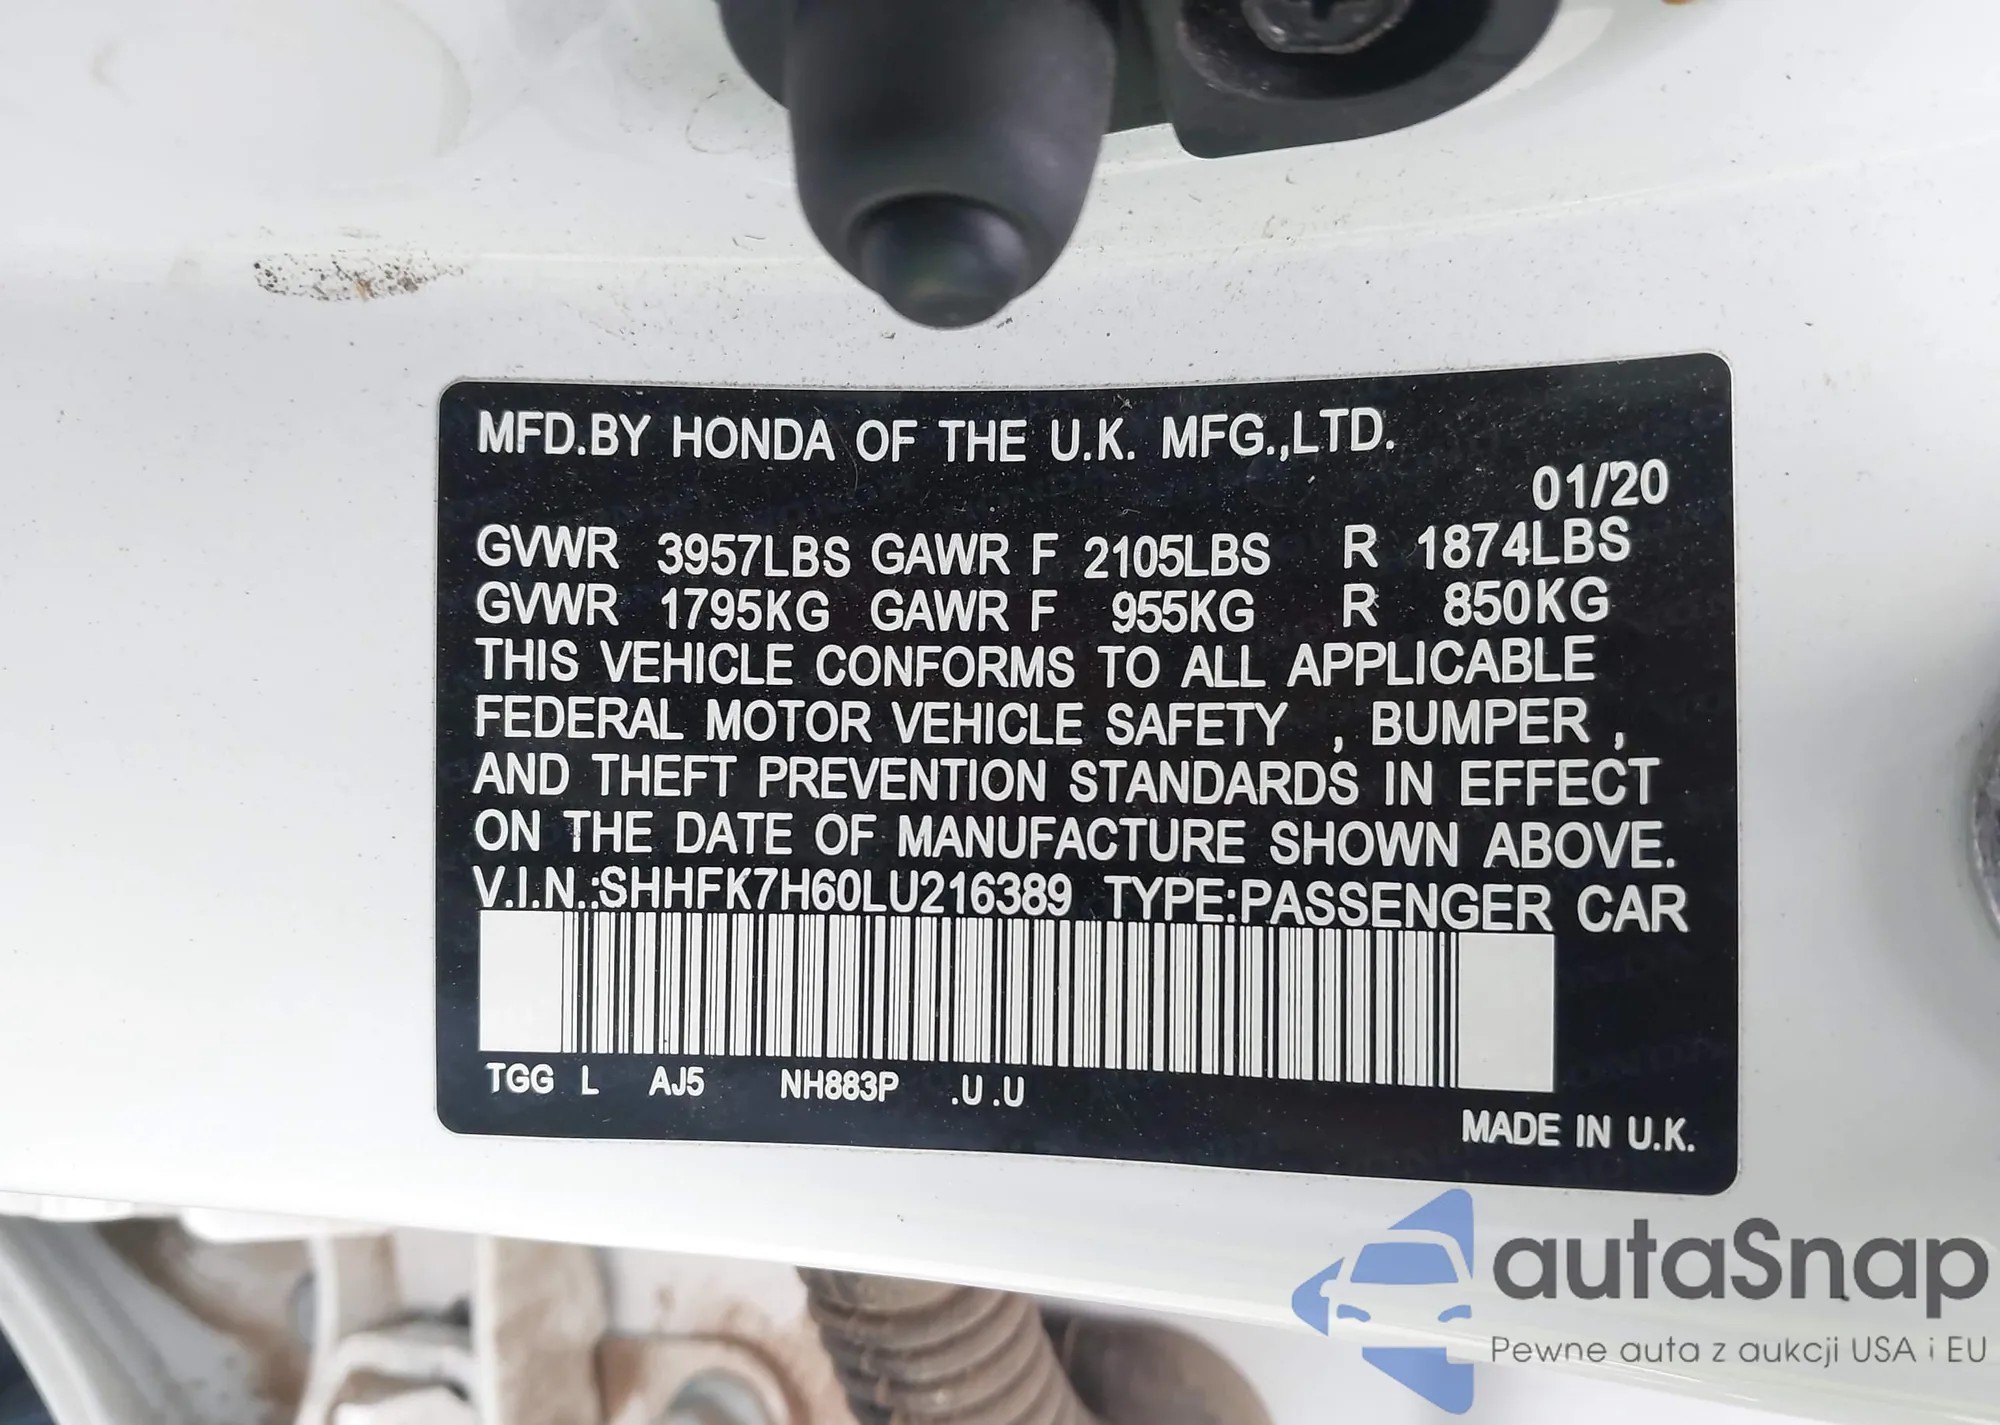 MFD.BY HONDA OF THE U.K. MFG.,LTD.
01/20
GVWR 3957LBS GAWR F 2105LBS R 1874LBS
GVWR 1795KG GAWR F 955KG R 850KG
THIS VEHICLE CONFORMS TO ALL APPLICABLE
FEDERAL MOTOR VEHICLE SAFETY , BUMPER ,
AND THEFT PREVENTION STANDARDS IN EFFECT
ON THE DATE OF MANUFACTURE SHOWN ABOVE.
V.I.N.:SHHFK7H60LU216389 TYPE:PASSENGER CAR
TGG L AJ5 NH883P .U .U
MADE IN U.K.
autaSnap
Pewne auta z aukcji USA i EU